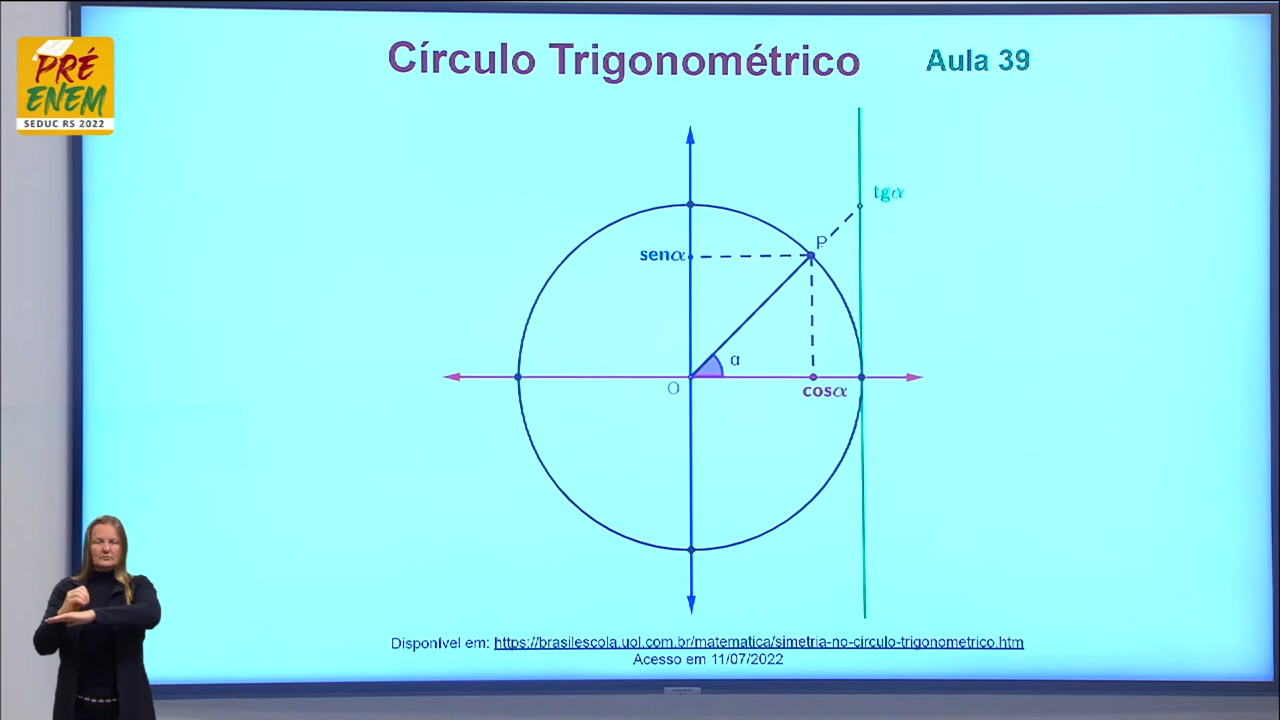 PRÉ
ENEM
SEDUC RS 2022
Círculo Trigonométrico
Aula 39
tgα
P
senα
α
O
cosα
Disponível em: https://brasilescola.uol.com.br/matematica/simetria-no-circulo-trigonometrico.htm
Acesso em 11/07/2022